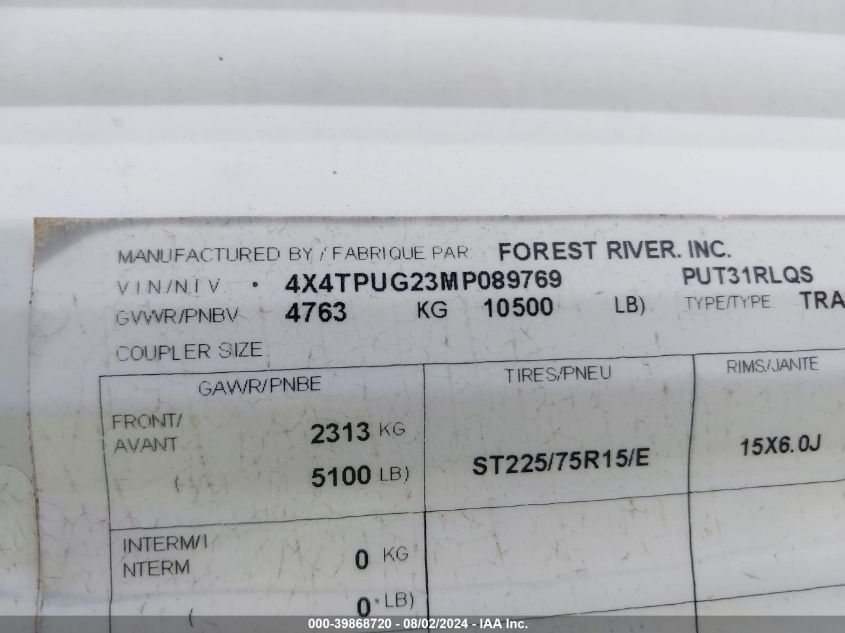 MANUFACTURED BY / FABRIQUE PAR: FOREST RIVER. INC.
V I N / N I V • 4X4TPUG23MP089769 PUT31RLQS
GVWR/PNBV 4763 KG 10500 LB) TYPE/TYPE TRA
COUPLER SIZE:
GAWR/PNBE TIRES/PNEU RIMS/JANTE
FRONT/
AVANT 2313 KG
( 5100 LB) ST225/75R15/E 15X6.0J
INTERM/I
NTERM 0 KG
( 0 LB)
000-39868720 - 08/02/2024 - IAA Inc.